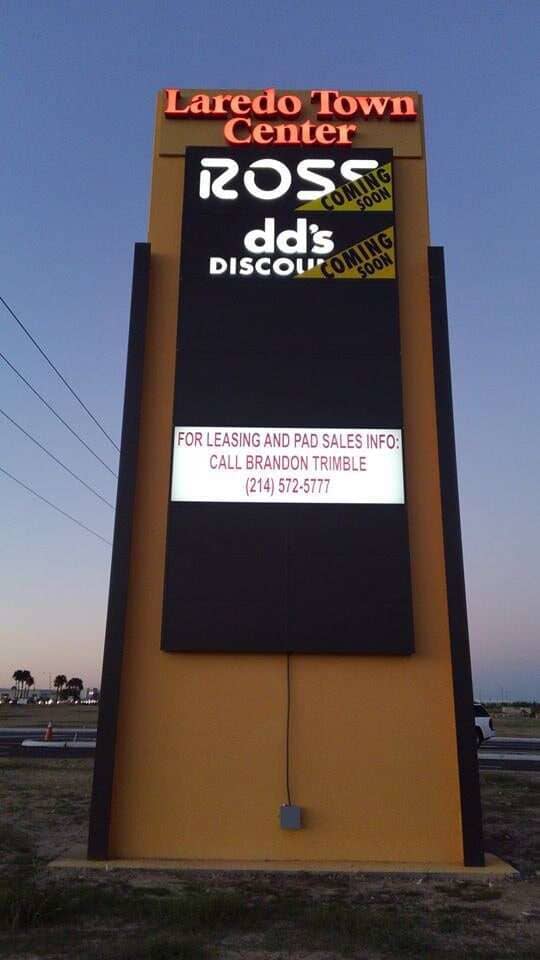 Laredo Town
Center
ROSS
COMING
SOON
dd's
DISCOU
COMING
SOON
FOR LEASING AND PAD SALES INFO:
CALL BRANDON TRIMBLE
(214) 572-5777